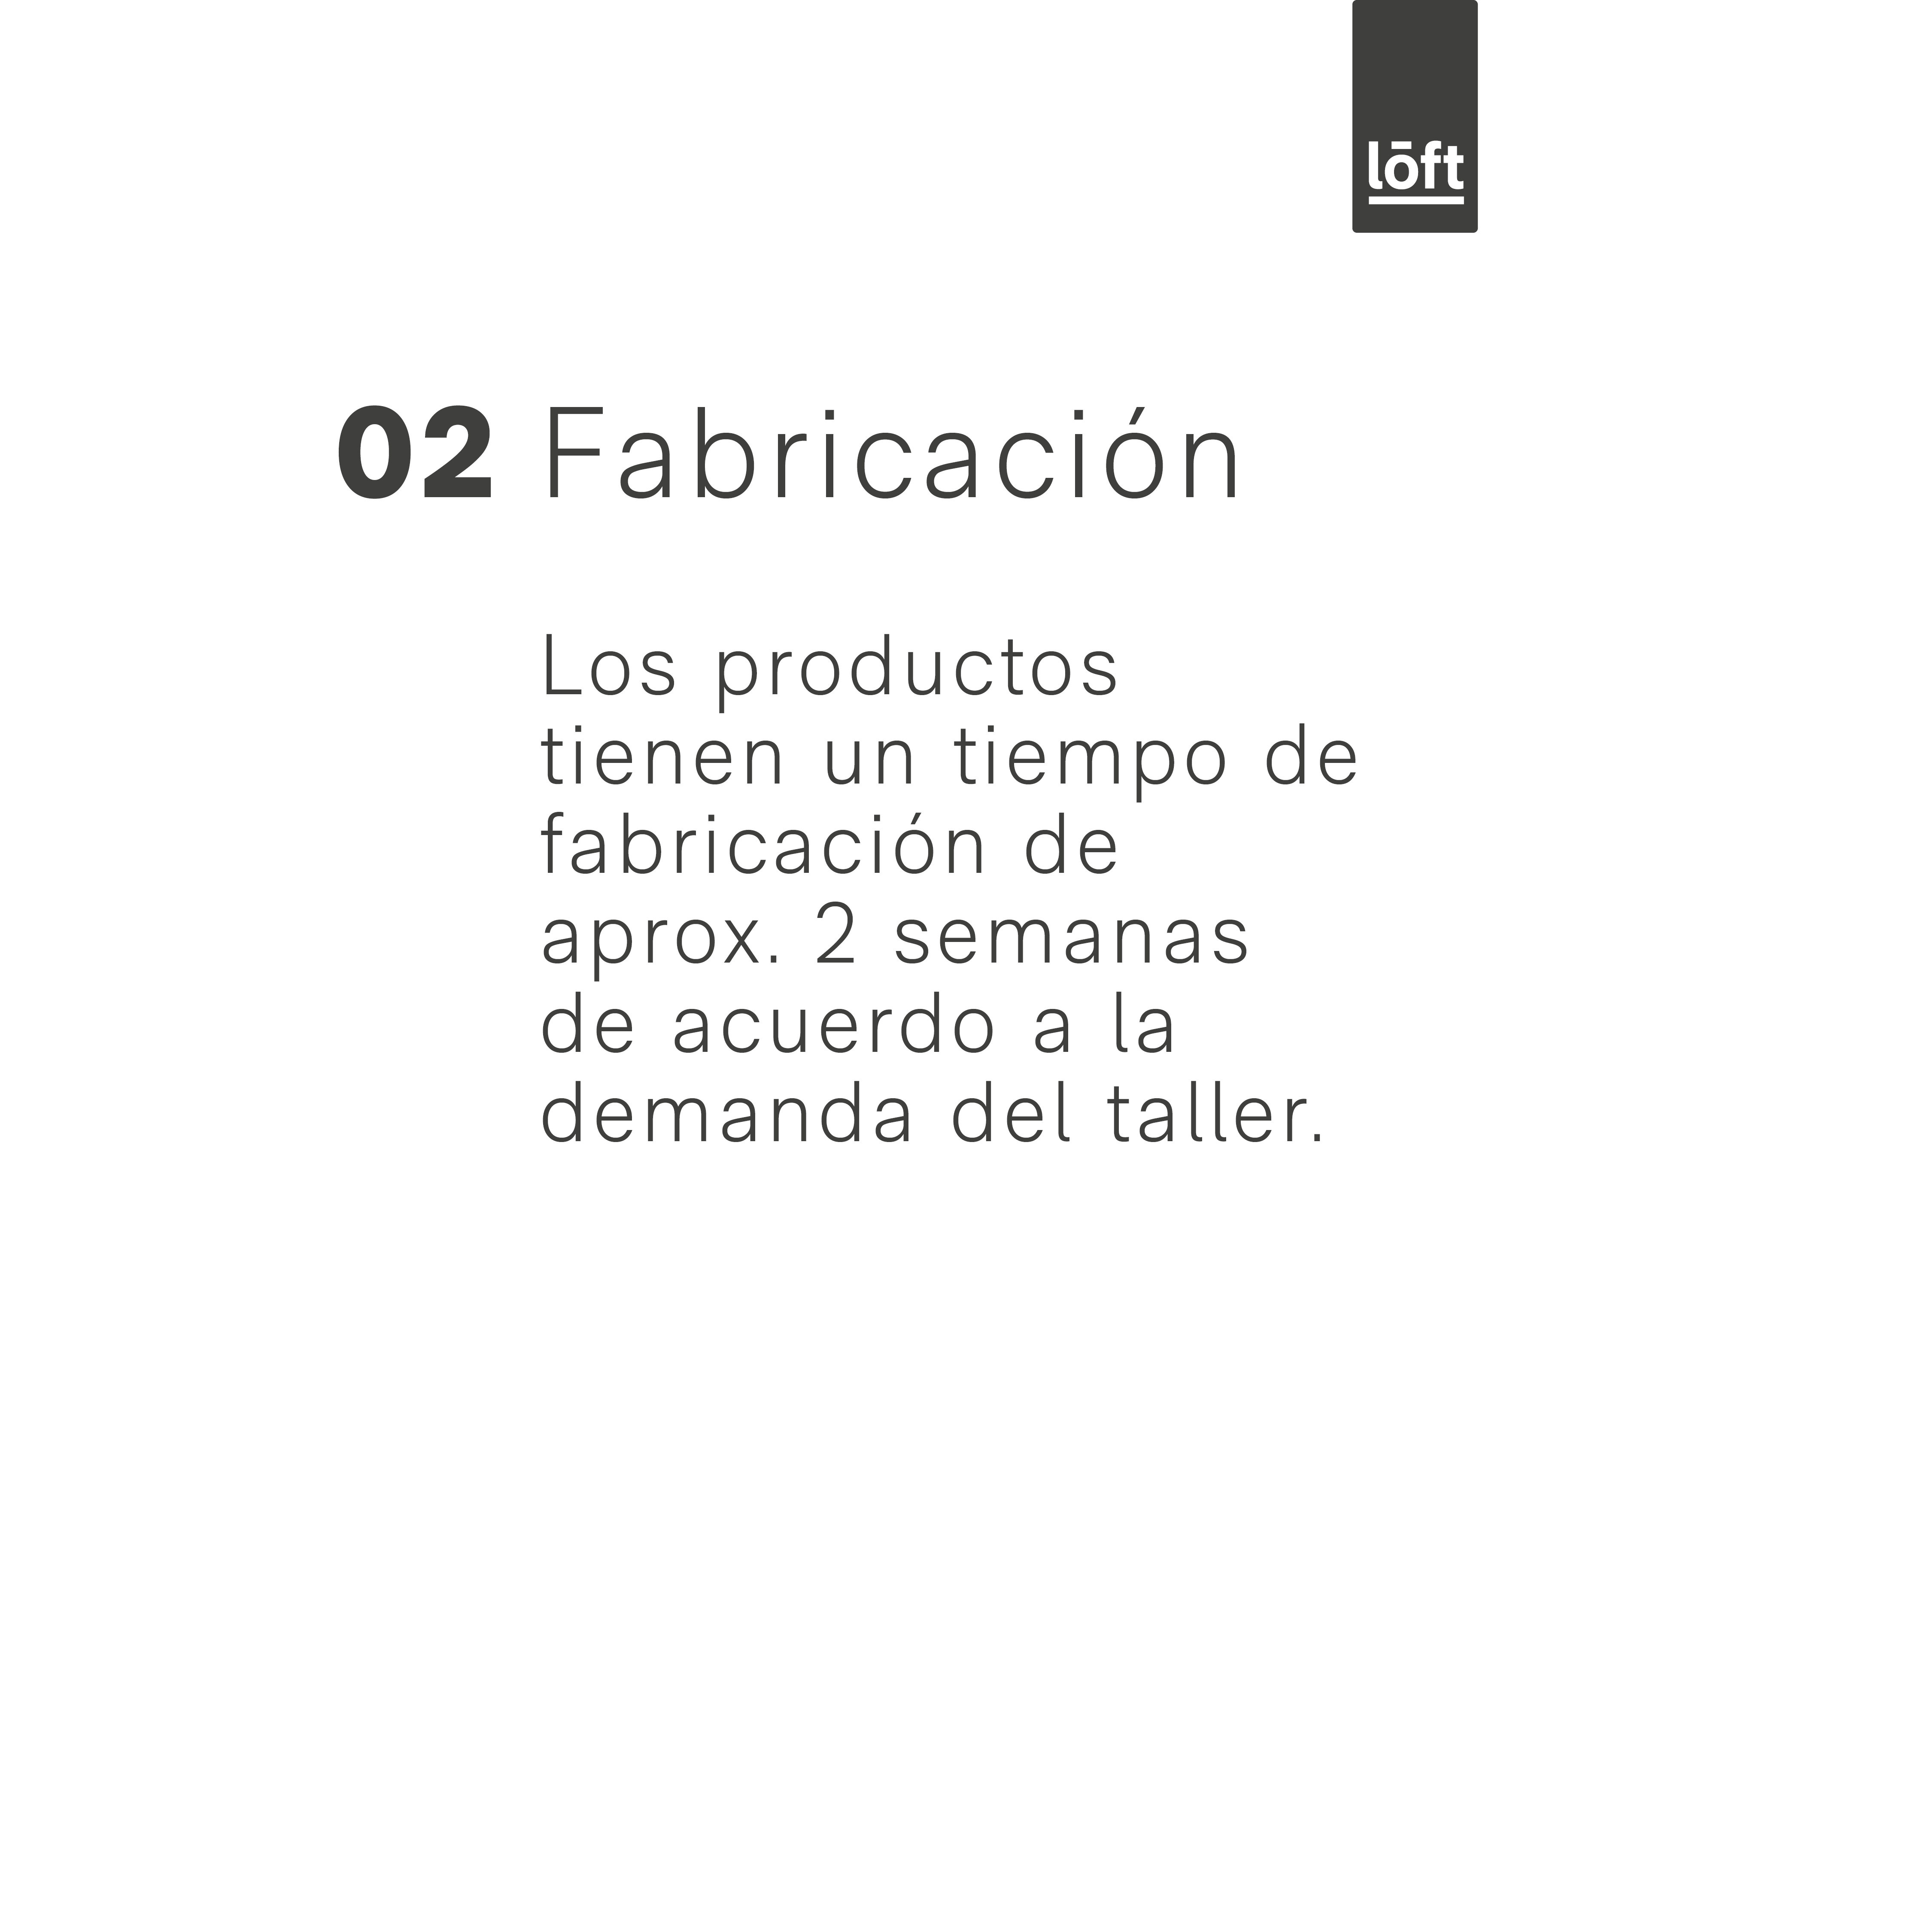 lōft
02 Fabricación
Los productos
tienen un tiempo de
fabricación de
aprox. 2 semanas
de acuerdo a la
demanda del taller.